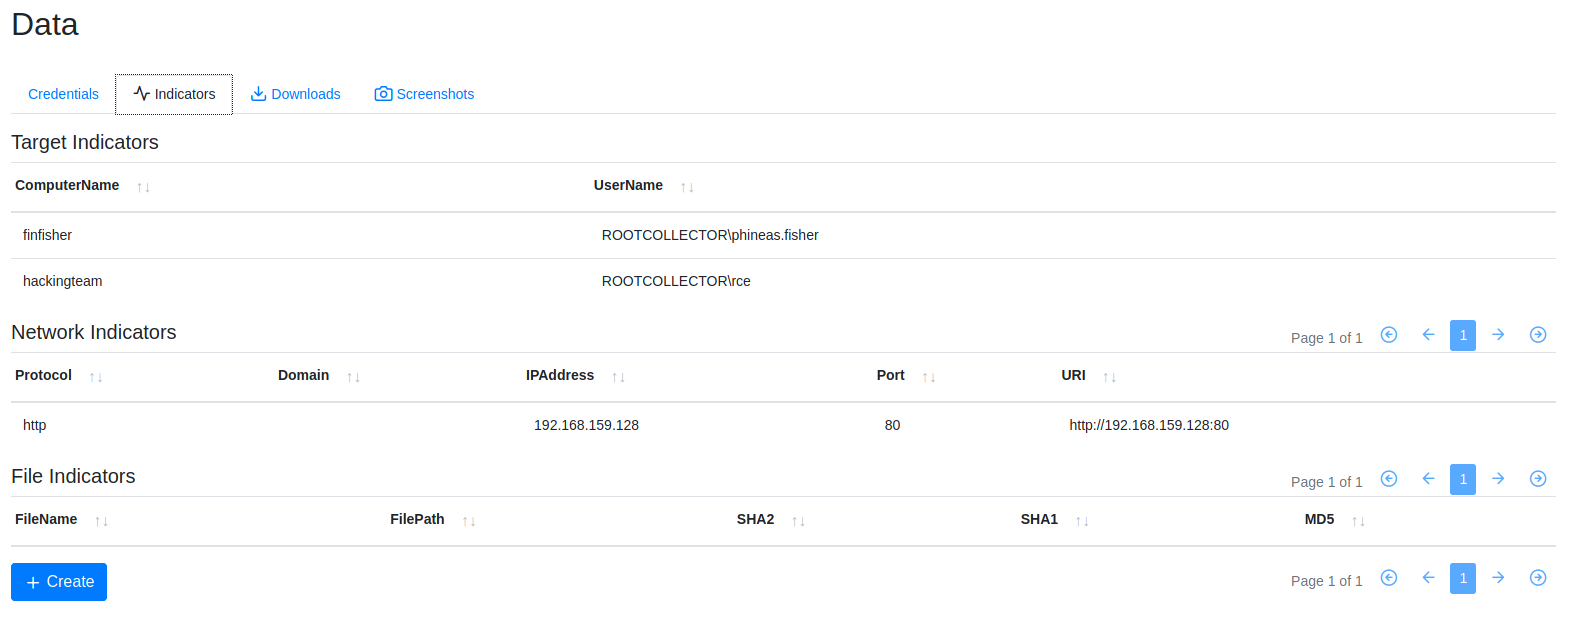 Data
Credentials Indicators Downloads Screenshots
Target Indicators
ComputerName ↑↓ UserName ↑↓
finfisher ROOTCOLLECTOR\phineas.fisher
hackingteam ROOTCOLLECTOR\rce
Network Indicators Page 1 of 1 1
Protocol ↑↓ Domain ↑↓ IPAddress ↑↓ Port ↑↓ URI ↑↓
http 192.168.159.128 80 http://192.168.159.128:80
File Indicators Page 1 of 1 1
FileName ↑↓ FilePath ↑↓ SHA2 ↑↓ SHA1 ↑↓ MD5 ↑↓
+ Create Page 1 of 1 1